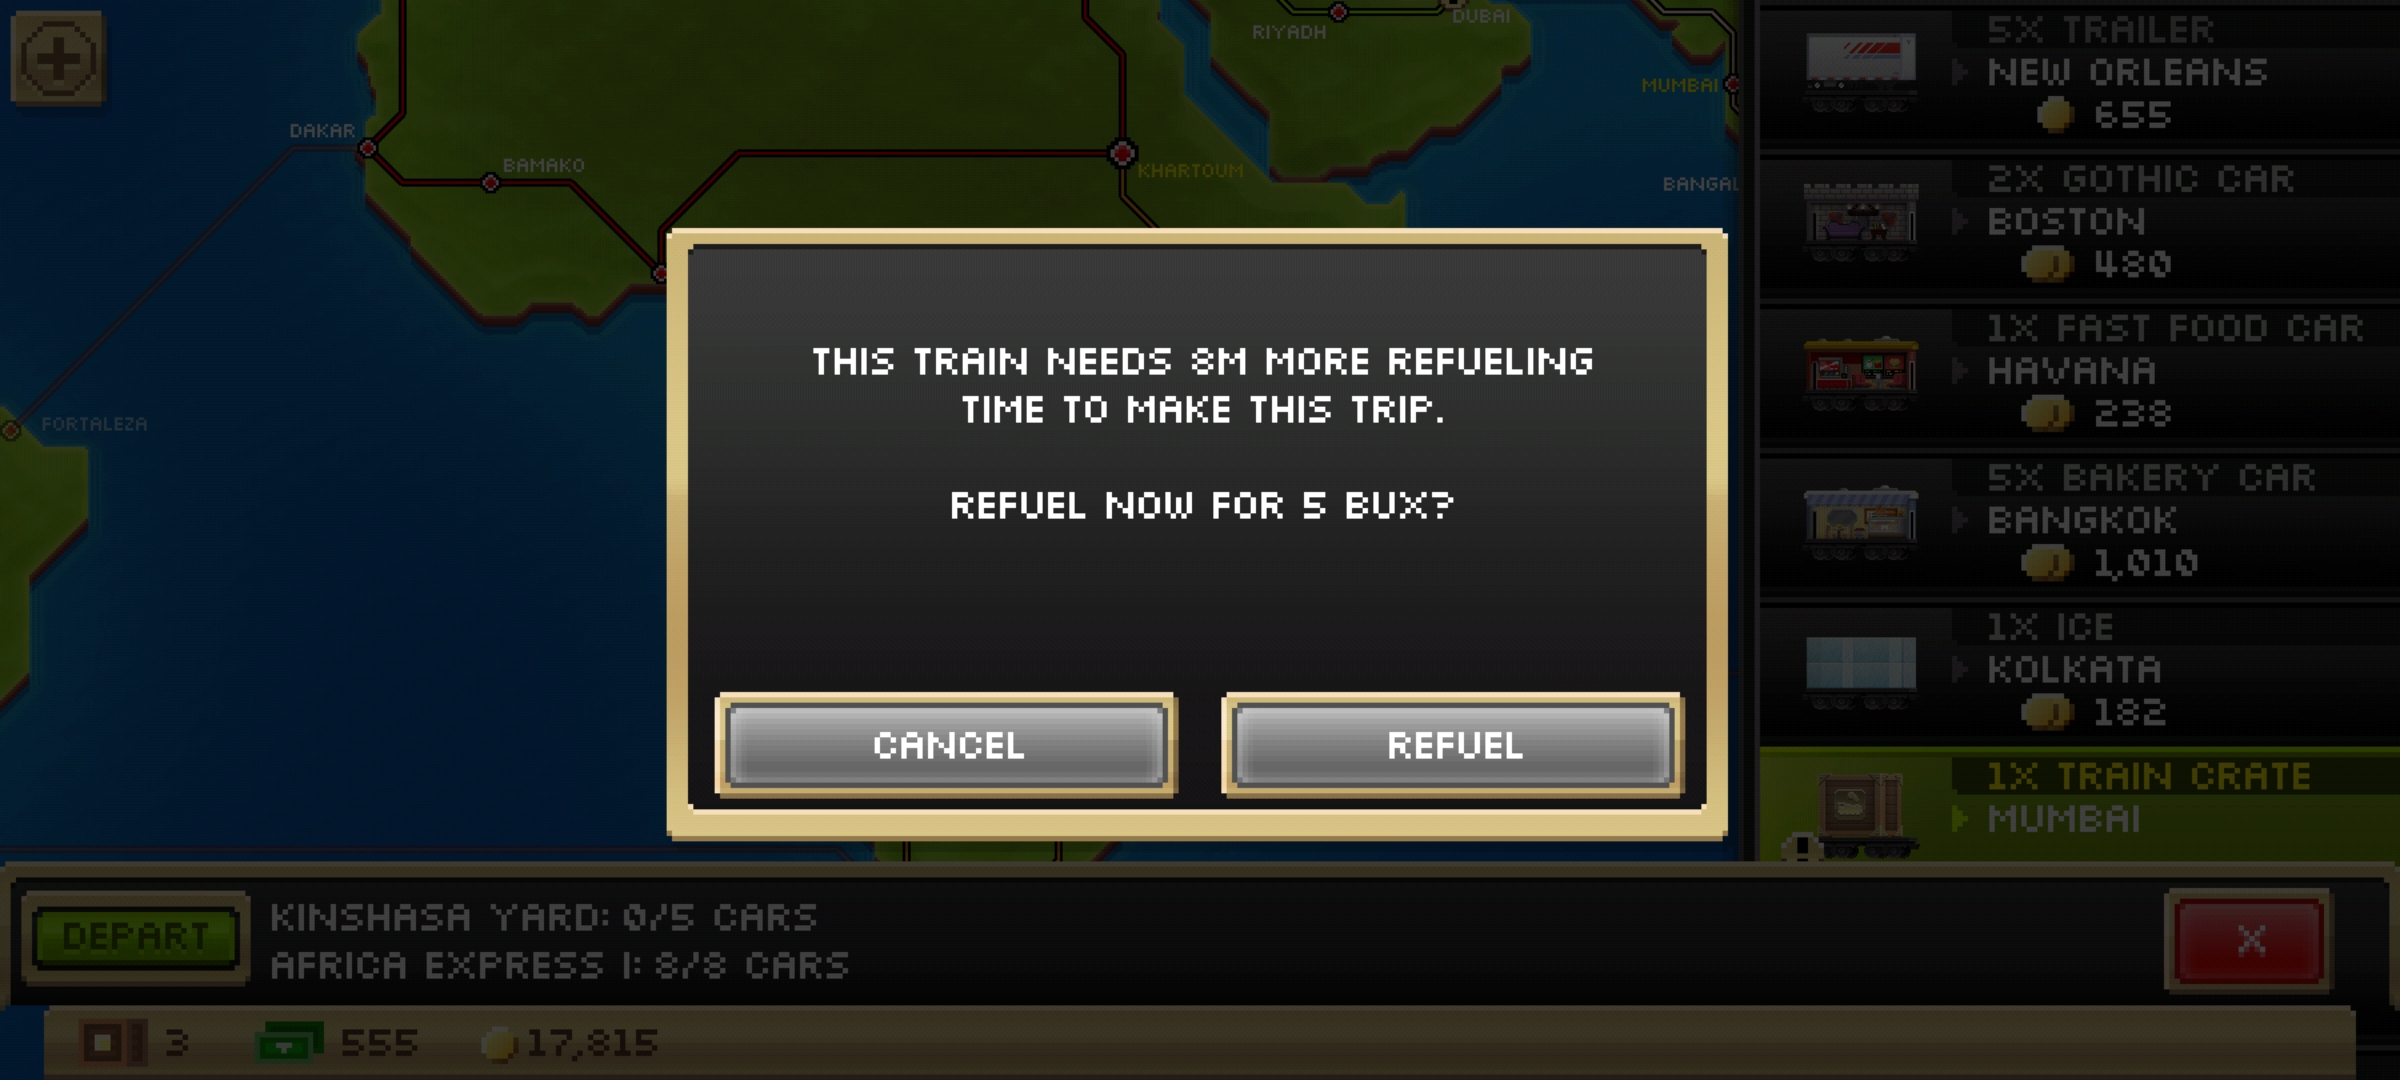 RIYADH
DUBAI
MUMBAI
DAKAR
BAMAKO
KHARTOUM
FORTALEZA
THIS TRAIN NEEDS 8M MORE REFUELING
TIME TO MAKE THIS TRIP.
REFUEL NOW FOR 5 BUX?
CANCEL
REFUEL
5X TRAILER
NEW ORLEANS
655
2X GOTHIC CAR
BOSTON
480
1X FAST FOOD CAR
HAVANA
238
5X BAKERY CAR
BANGKOK
1,010
1X ICE
KOLKATA
182
1X TRAIN CRATE
MUMBAI
DEPART
KINSHASA YARD: 0/5 CARS
AFRICA EXPRESS I: 8/8 CARS
X
3
555
17,815